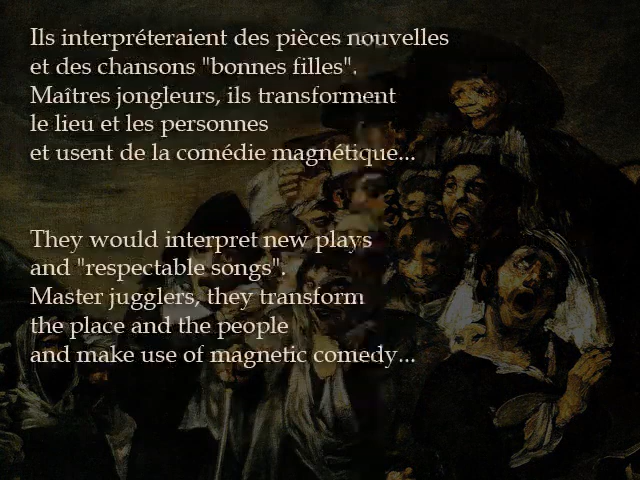 Ils interpréteraient des pièces nouvelles
et des chansons "bonnes filles".
Maîtres jongleurs, ils transforment
le lieu et les personnes
et usent de la comédie magnétique...
They would interpret new plays
and "respectable songs".
Master jugglers, they transform
the place and the people
and make use of magnetic comedy...